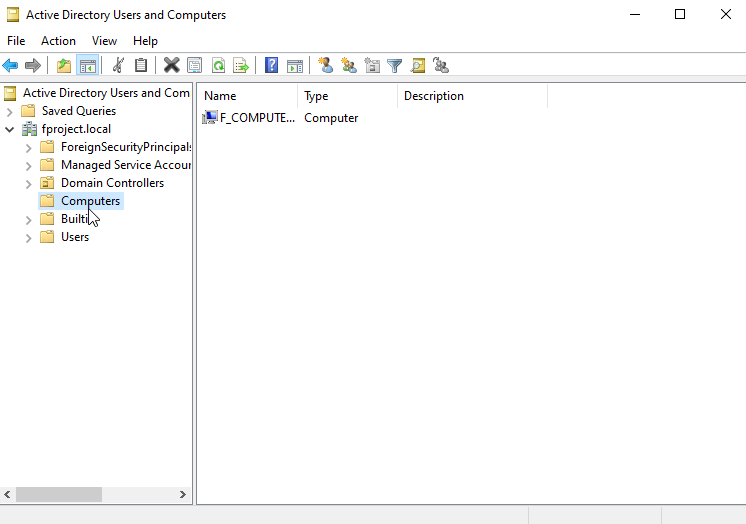 Active Directory Users and Computers
File Action View Help
Active Directory Users and Com
Saved Queries
fproject.local
ForeignSecurityPrincipals
Managed Service Accour
Domain Controllers
Computers
Builti
Users
Name Type Description
F_COMPUTE... Computer